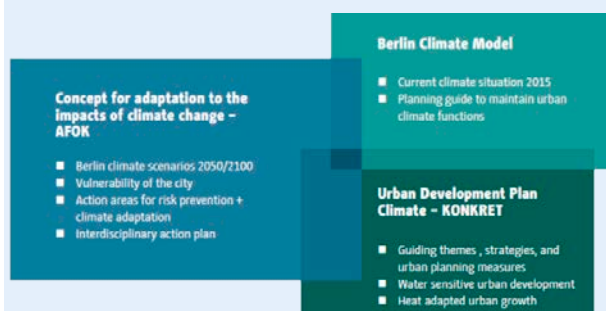 Concept for adaptation to the
impacts of climate change –
AFOK
■ Berlin climate scenarios 2050/2100
■ Vulnerability of the city
■ Action areas for risk prevention +
climate adaptation
■ Interdisciplinary action plan
Berlin Climate Model
■ Current climate situation 2015
■ Planning guide to maintain urban
climate functions
Urban Development Plan
Climate – KONKRET
■ Guiding themes , strategies, and
urban planning measures
■ Water sensitive urban development
■ Heat adapted urban growth